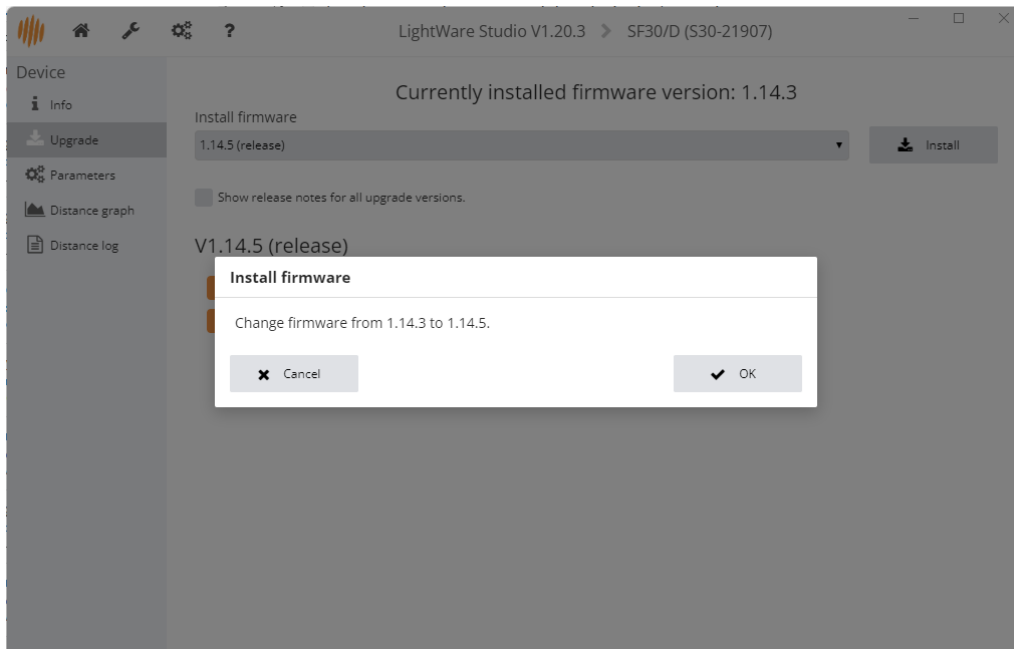 LightWare Studio V1.20.3 > SF30/D (S30-21907)
Device
Info
Upgrade
Parameters
Distance graph
Distance log
Currently installed firmware version: 1.14.3
Install firmware
1.14.5 (release)
Install
Show release notes for all upgrade versions.
V1.14.5 (release)
Install firmware
Change firmware from 1.14.3 to 1.14.5.
Cancel
OK